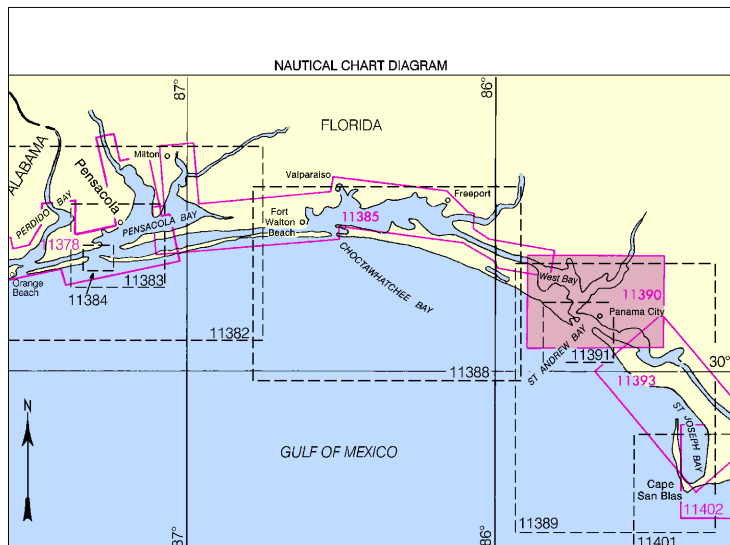 NAUTICAL CHART DIAGRAM
87°
86°
FLORIDA
ALABAMA
Milton
Pensacola
Valparaiso
Freeport
PERDIDO BAY
PENSACOLA BAY
Fort
Walton
Beach
11385
11378
CHOCTAWHATCHEE BAY
West Bay
Orange
Beach
11384
11383
11390
Panama City
11382
ST ANDREW BAY
11391
30°
11388
11393
ST JOSEPH BAY
N
GULF OF MEXICO
Cape
San Blas
11402
11389
11401
87°
86°